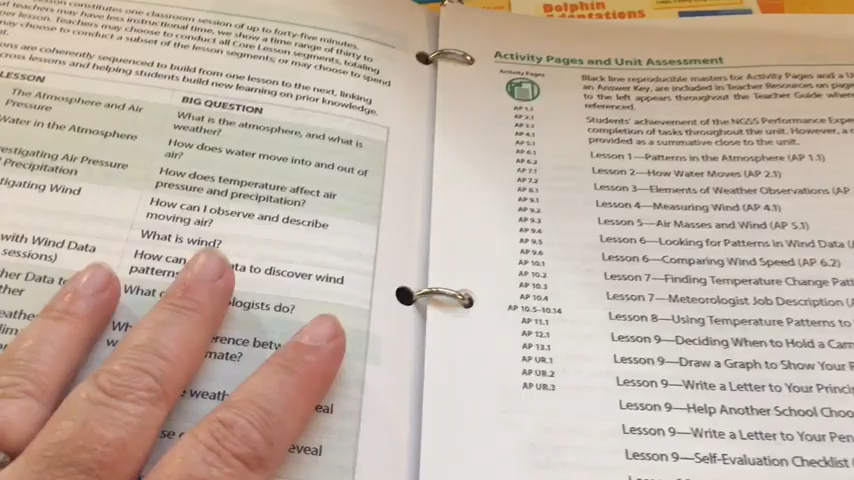 Dolphin
Adaptations
sson constitutes one classroom session of up to forty-five minutes.
teachers may have less instructional time, we show a time range of thirty to
per lesson. Teachers may choose to conduct all Core Lesson segments, totaling
may choose to conduct a subset of the lesson segments; or may choose to spend
are coherently sequenced to build from one lesson to the next, linking
cross lessons and helping students build new learning on prior knowledge.
LESSON
BIG QUESTION
The Atmosphere and Air
Pressure
What is the atmosphere, and what is
weather?
Water in the Atmosphere
How does water move into and out of
air?
estigating Air Pressure
Precipitation
How does temperature affect air
pressure and precipitation?
tigating Wind
How can I observe and describe
moving air?
What is wind?
with Wind Data
sessions)
How can ta to discover wind
patterns
her Data to
ther
ologists do?
erence betw
mate?
e weath
eal
eveal
Activity Pages and Unit Assessment
Activity Pages
AP 1.1
AP 2.1
AP 3.1
AP 4.1
AP 5.1
AP 6.1
AP 6.2
AP 7.1
AP 7.2
AP 8.1
AP 9.1
AP 9.2
AP 9.3
AP 9.4
AP 9.5
AP 9.6
AP 10.1
AP 10.2
AP 10.3
AP 10.4
AP 10.5–10.14
AP 11.1
AP 12.1
AP 13.1
AP UR.1
AP UR.2
AP UR.3
Black line reproducible masters for Activity Pages and a U
an Answer Key, are included in Teacher Resources on page
to the left appears throughout the Teacher Guide where
referenced.
Students' achievement of the NGSS Performance Expe
completion of tasks throughout the unit. However, a
provided as a summative close to the unit.
Lesson 1—Patterns in the Atmosphere (AP 1.1)
Lesson 2—How Water Moves (AP 2.1)
Lesson 3—Elements of Weather Observations (AP
Lesson 4—Measuring Wind (AP 4.1)
Lesson 5—Air Masses and Wind (AP 5.1)
Lesson 6—Looking for Patterns in Wind Data (A
Lesson 6—Comparing Wind Speed (AP 6.2)
Lesson 7—Finding Temperature Change Pat
Lesson 7—Meteorologist Job Description (A
Lesson 8—Using Temperature Patterns to
Lesson 9—Deciding When to Hold a Carn
Lesson 9—Draw a Graph to Show Your R
Lesson 9—Write a Letter to Your Princi
Lesson 9—Help Another School Choo
Lesson 9—Write a Letter to Your Pen
Lesson 9—Self-Evaluation Checklist (A